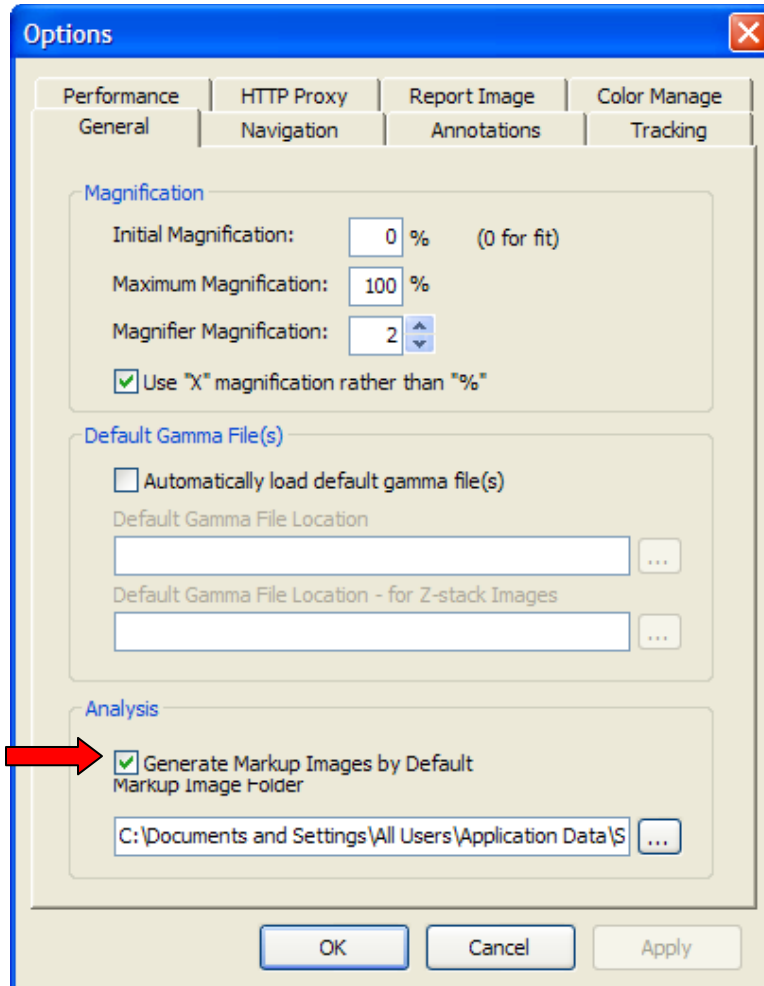 Options
Performance HTTP Proxy Report Image Color Manage
General Navigation Annotations Tracking
Magnification
Initial Magnification: 0 % (0 for fit)
Maximum Magnification: 100 %
Magnifier Magnification: 2
Use "X" magnification rather than "%"
Default Gamma File(s)
Automatically load default gamma file(s)
Default Gamma File Location
...
Default Gamma File Location - for Z-stack Images
...
Analysis
Generate Markup Images by Default
Markup Image Folder
C:\Documents and Settings\All Users\Application Data\S ...
OK Cancel Apply